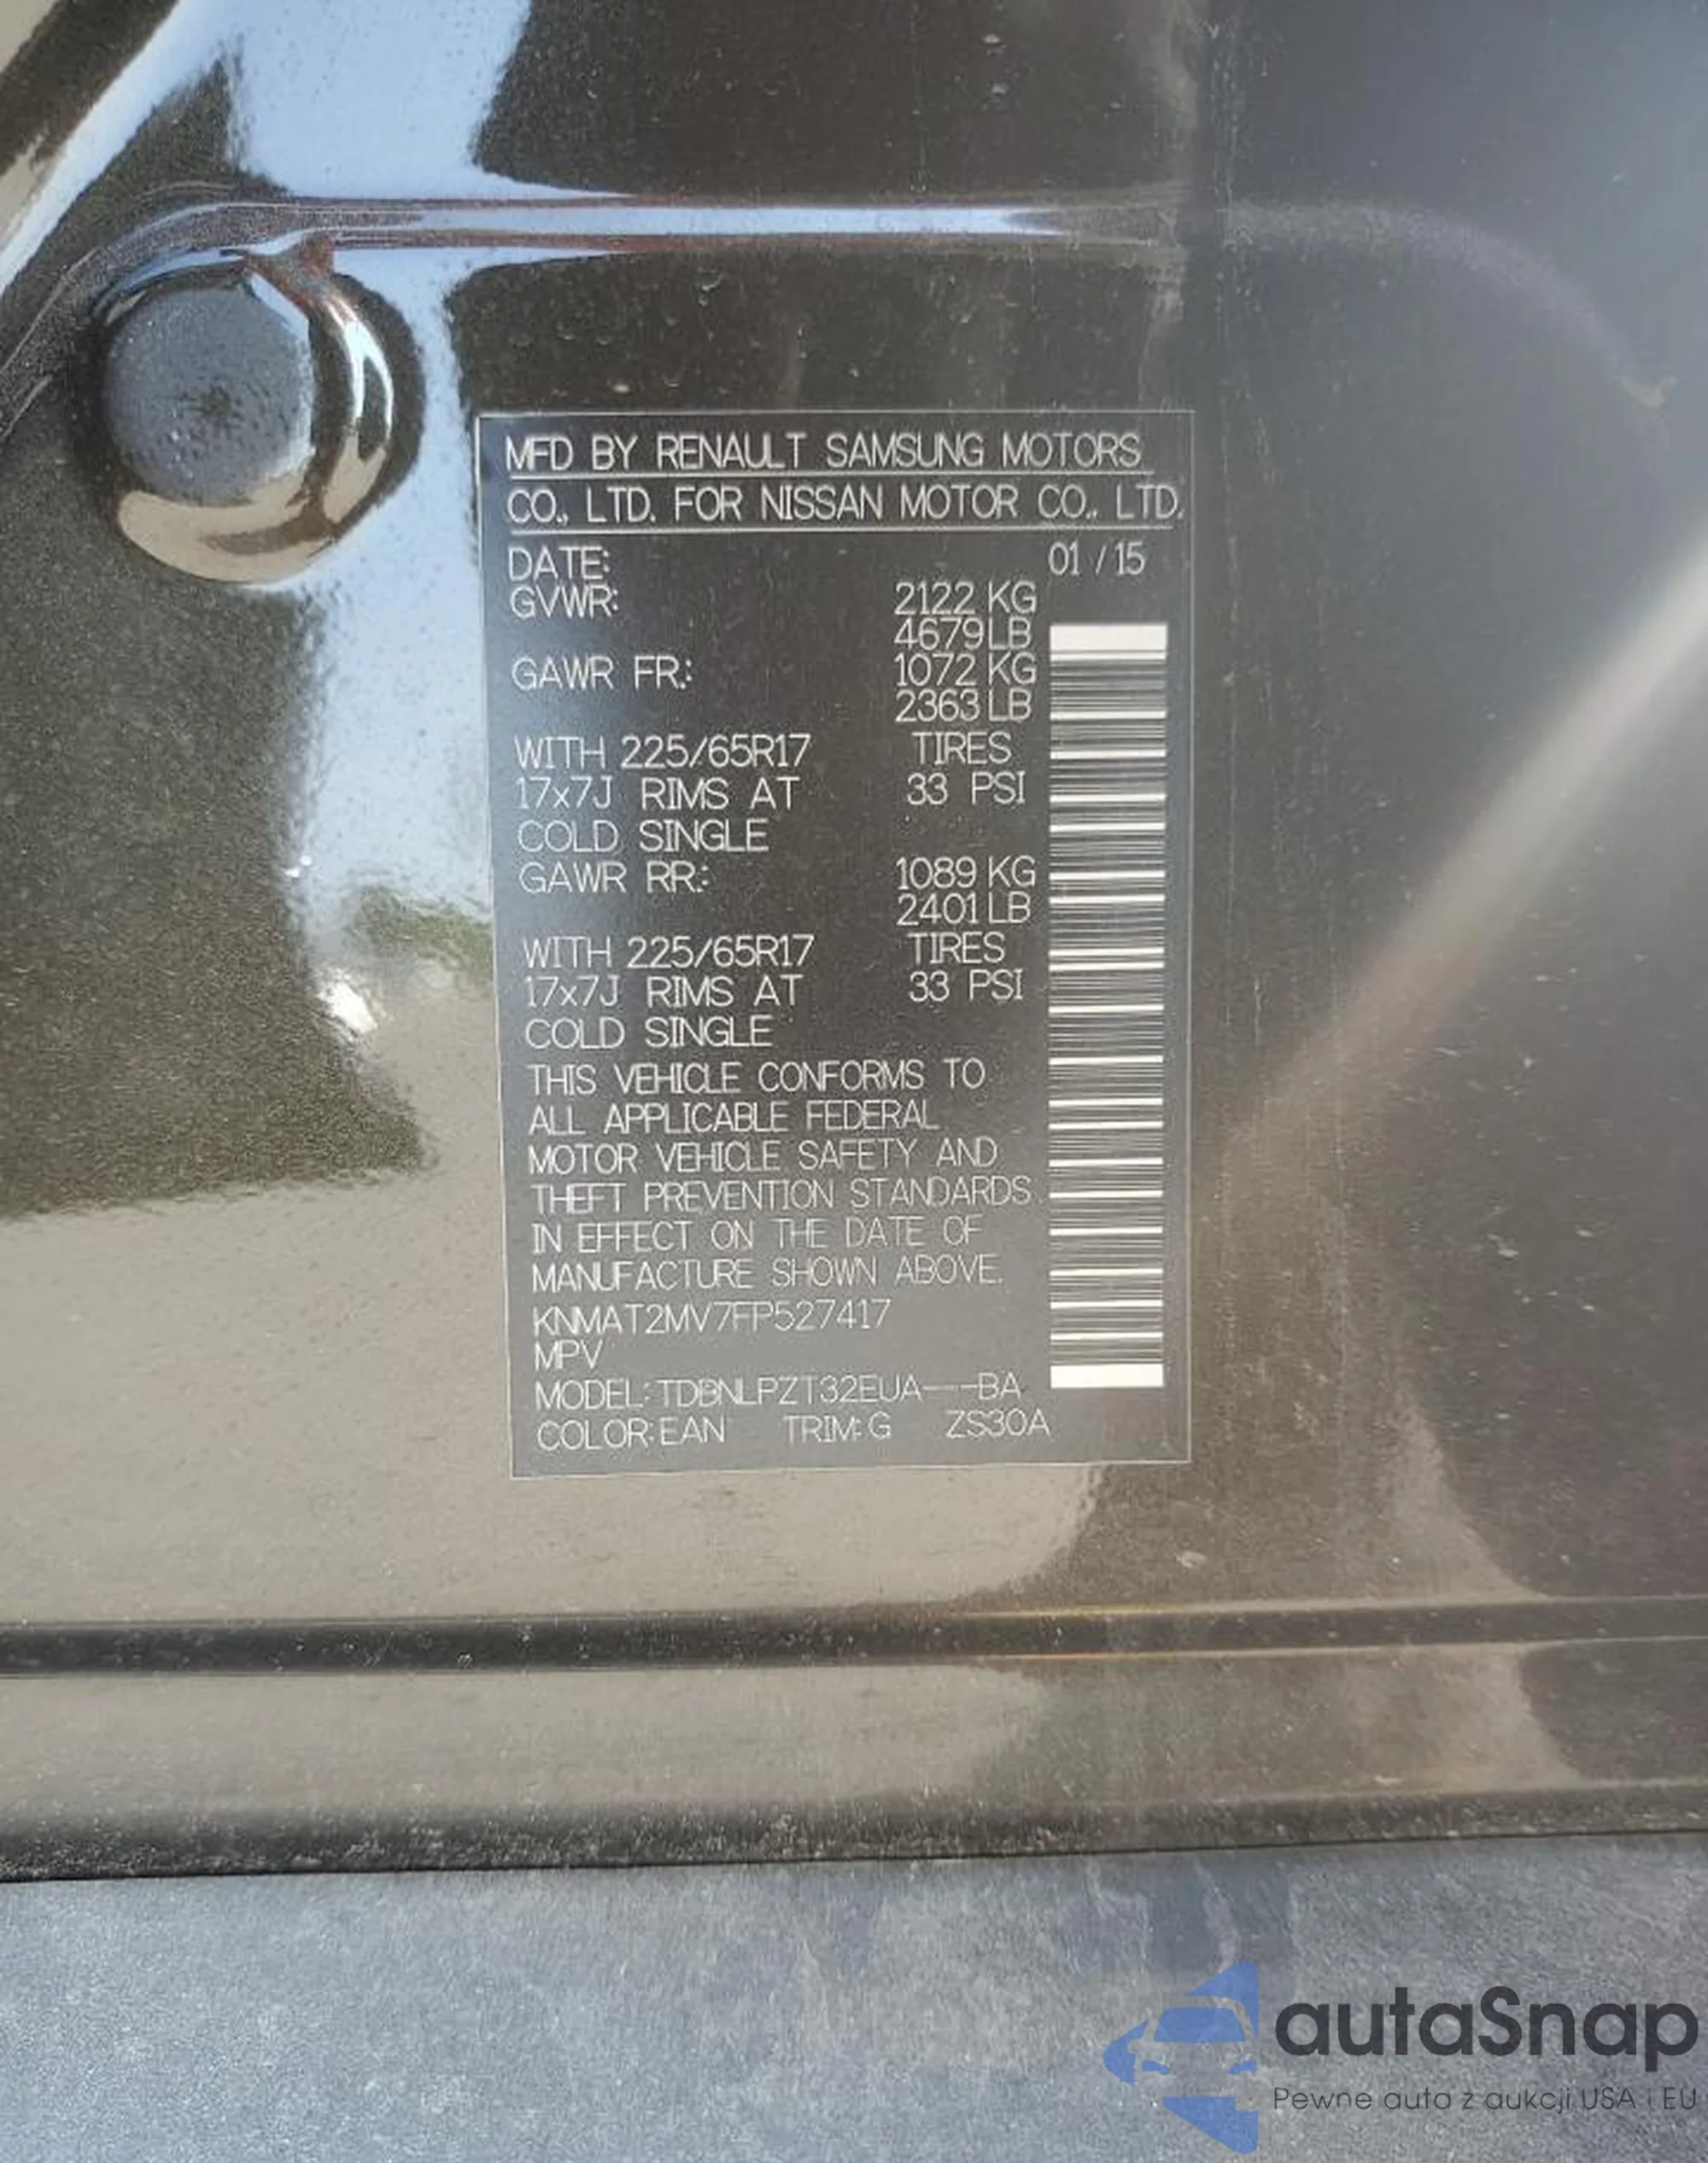 MFD BY RENAULT SAMSUNG MOTORS
CO., LTD. FOR NISSAN MOTOR CO., LTD.
DATE: 01 / 15
GVWR: 2122 KG
4679 LB
GAWR FR.: 1072 KG
2363 LB
WITH 225/65R17 TIRES
17x7J RIMS AT 33 PSI
COLD SINGLE
GAWR RR.: 1089 KG
2401 LB
WITH 225/65R17 TIRES
17x7J RIMS AT 33 PSI
COLD SINGLE
THIS VEHICLE CONFORMS TO
ALL APPLICABLE FEDERAL
MOTOR VEHICLE SAFETY AND
THEFT PREVENTION STANDARDS
IN EFFECT ON THE DATE OF
MANUFACTURE SHOWN ABOVE.
KNMAT2MV7FP527417
MPV
MODEL: TDBNLPZT32EUA---BA
COLOR: EAN TRIM: G ZS30A
autaSnap
Pewne auta z aukcji USA i EU